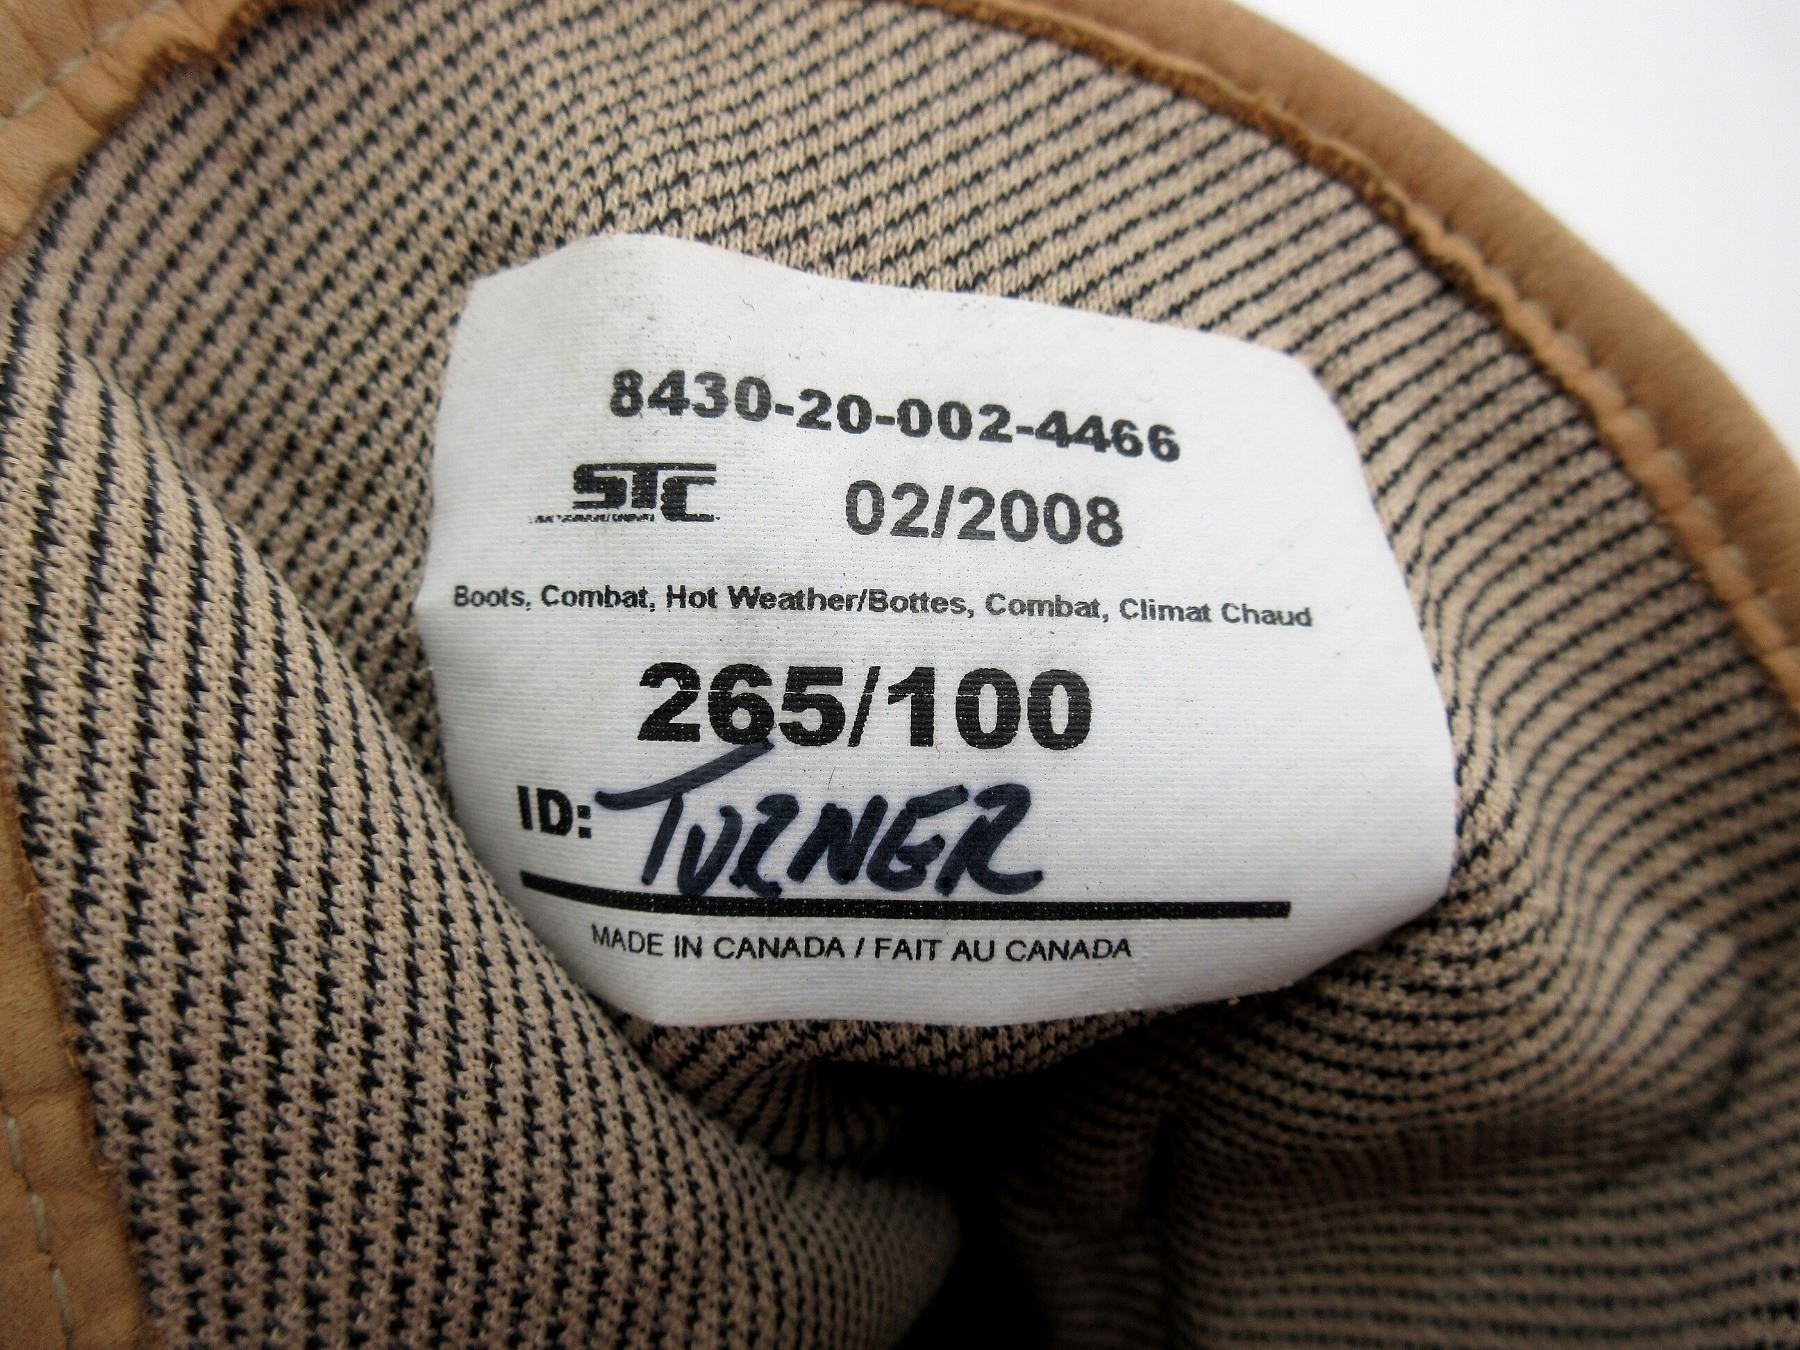 8430-20-002-4466
STC 02/2008
Boots, Combat, Hot Weather/Bottes, Combat, Climat Chaud
265/100
ID: TURNER
MADE IN CANADA / FAIT AU CANADA